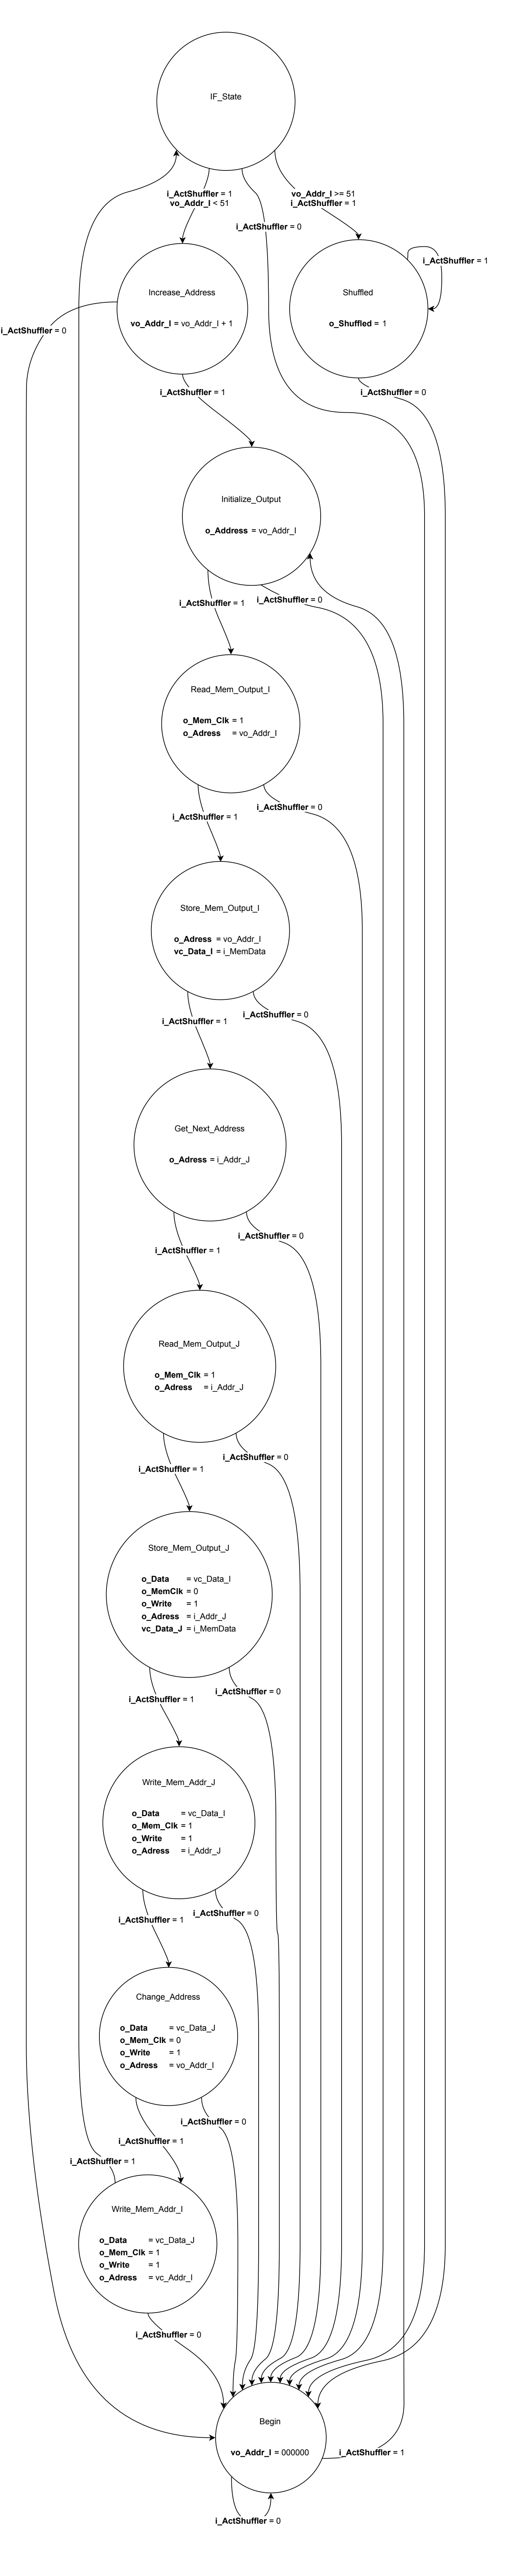 IF_State
i_ActShuffler = 1
vo_Addr_I < 51
vo_Addr_I >= 51
i_ActShuffler = 1
i_ActShuffler = 0
i_ActShuffler = 1
Increase_Address
vo_Addr_I = vo_Addr_I + 1
Shuffled
o_Shuffled = 1
i_ActShuffler = 0
i_ActShuffler = 1
i_ActShuffler = 0
Initialize_Output
o_Address = vo_Addr_I
i_ActShuffler = 1
i_ActShuffler = 0
Read_Mem_Output_I
o_Mem_Clk = 1
o_Adress = vo_Addr_I
i_ActShuffler = 1
i_ActShuffler = 0
Store_Mem_Output_I
o_Adress = vo_Addr_I
vc_Data_I = i_MemData
i_ActShuffler = 1
i_ActShuffler = 0
Get_Next_Address
o_Adress = i_Addr_J
i_ActShuffler = 1
i_ActShuffler = 0
Read_Mem_Output_J
o_Mem_Clk = 1
o_Adress = i_Addr_J
i_ActShuffler = 1
i_ActShuffler = 0
Store_Mem_Output_J
o_Data = vc_Data_I
o_MemClk = 0
o_Write = 1
o_Adress = i_Addr_J
vc_Data_J = i_MemData
i_ActShuffler = 1
i_ActShuffler = 0
Write_Mem_Addr_J
o_Data = vc_Data_I
o_Mem_Clk = 1
o_Write = 1
o_Adress = i_Addr_J
i_ActShuffler = 1
i_ActShuffler = 0
Change_Address
o_Data = vc_Data_J
o_Mem_Clk = 0
o_Write = 1
o_Adress = vo_Addr_I
i_ActShuffler = 0
i_ActShuffler = 1
i_ActShuffler = 1
Write_Mem_Addr_I
o_Data = vc_Data_J
o_Mem_Clk = 1
o_Write = 1
o_Adress = vc_Addr_I
i_ActShuffler = 0
Begin
vo_Addr_I = 000000
i_ActShuffler = 1
i_ActShuffler = 0